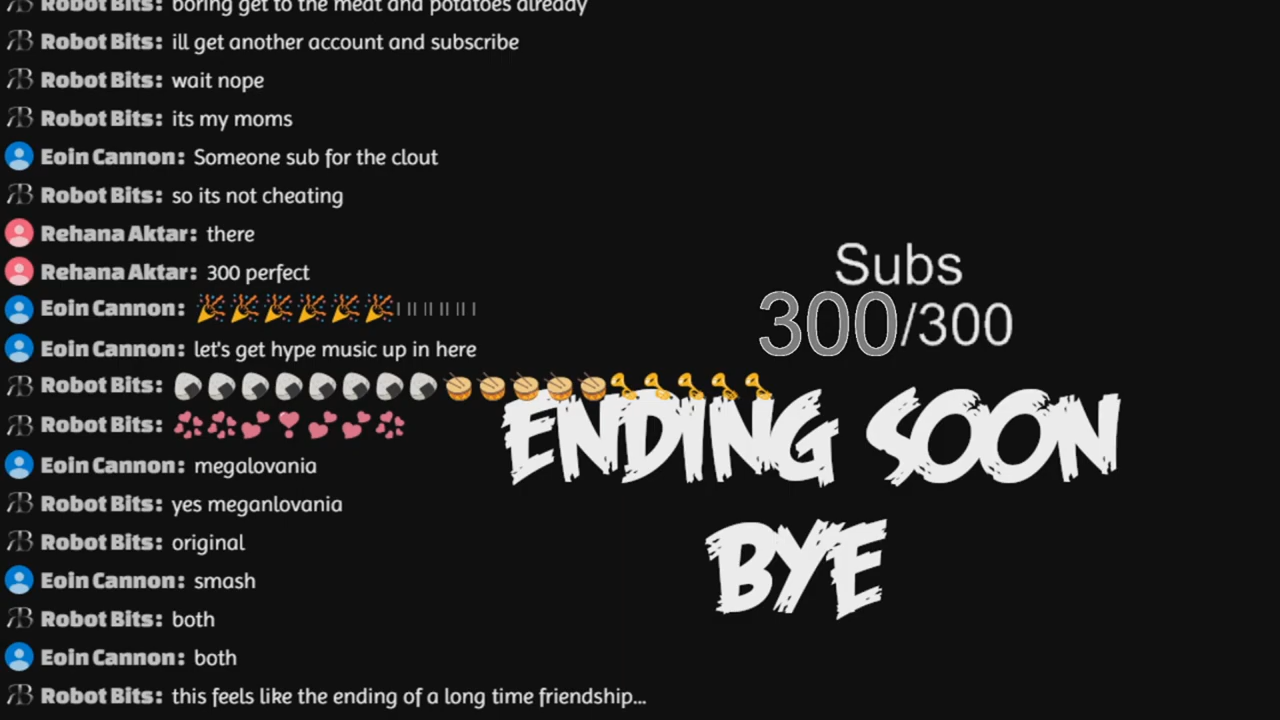 Robot Bits: boring get to the meat and potatoes already
Robot Bits: ill get another account and subscribe
Robot Bits: wait nope
Robot Bits: its my moms
Eoin Cannon: Someone sub for the clout
Robot Bits: so its not cheating
Rehana Aktar: there
Rehana Aktar: 300 perfect
Eoin Cannon: 🎉🎉🎉🎉🎉🎉
Eoin Cannon: let's get hype music up in here
Robot Bits: 🍙🍙🍙🍙🍙🍙🍙🍙🥁🥁🥁🥁🥁🎺🎺🎺🎺🎺
Robot Bits: 💞💞💕❣💕💕💞
Eoin Cannon: megalovania
Robot Bits: yes meganlovania
Robot Bits: original
Eoin Cannon: smash
Robot Bits: both
Eoin Cannon: both
Robot Bits: this feels like the ending of a long time friendship...
Subs
300/300
ENDING SOON
BYE